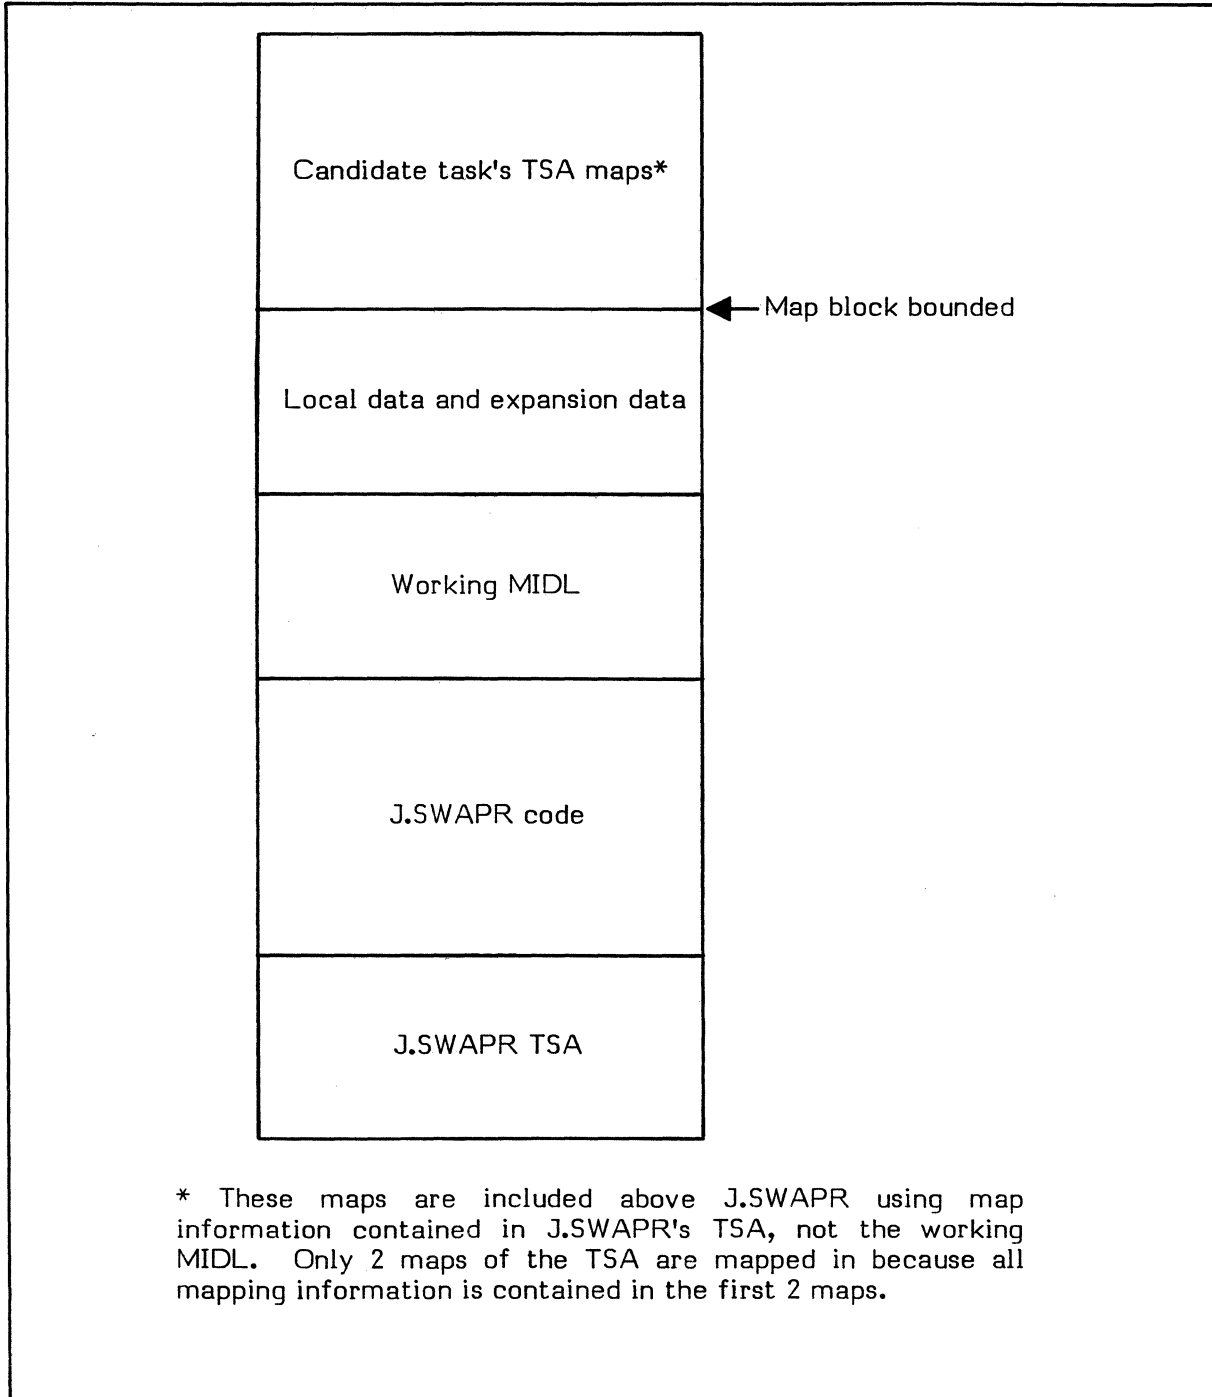 Candidate task's TSA maps*
Map block bounded
Local data and expansion data
Working MIDL
J.SWAPR code
J.SWAPR TSA
* These maps are included above J.SWAPR using map
information contained in J.SWAPR's TSA, not the working
MIDL. Only 2 maps of the TSA are mapped in because all
mapping information is contained in the first 2 maps.